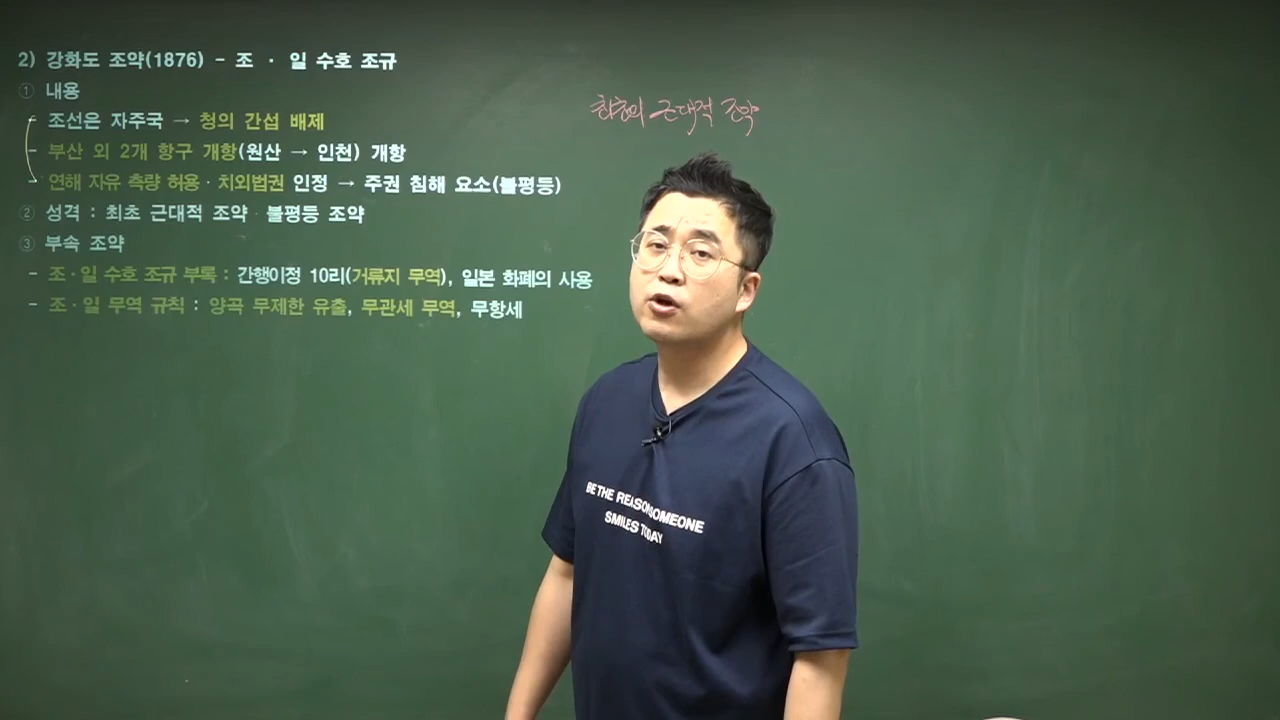 2) 강화도 조약(1876) - 조 · 일 수호 조규
① 내용
- 조선은 자주국 → 청의 간섭 배제
- 부산 외 2개 항구 개항(원산 → 인천) 개항
- 연해 자유 측량 허용 · 치외법권 인정 → 주권 침해 요소(불평등)
② 성격 : 최초 근대적 조약 · 불평등 조약
③ 부속 조약
- 조 · 일 수호 조규 부록 : 간행이정 10리(거류지 무역), 일본 화폐의 사용
- 조 · 일 무역 규칙 : 양곡 무제한 유출, 무관세 무역, 무항세
최초의 근대적 조약
BE THE REASON SOMEONE
SMILES TODAY